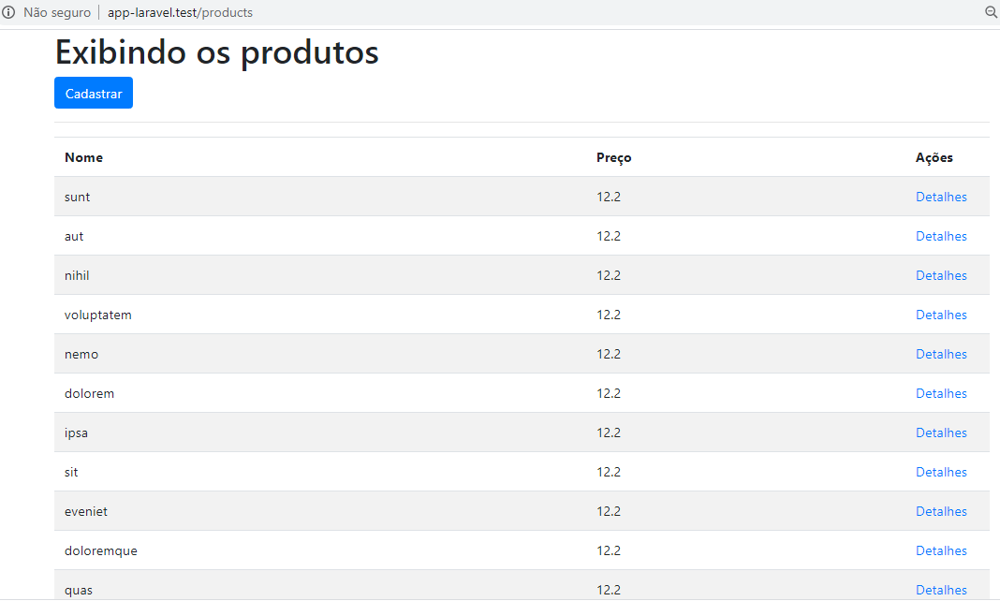 Não seguro | app-laravel.test/products
Exibindo os produtos
Cadastrar
Nome Preço Ações
sunt 12.2 Detalhes
aut 12.2 Detalhes
nihil 12.2 Detalhes
voluptatem 12.2 Detalhes
nemo 12.2 Detalhes
dolorem 12.2 Detalhes
ipsa 12.2 Detalhes
sit 12.2 Detalhes
eveniet 12.2 Detalhes
doloremque 12.2 Detalhes
quas 12.2 Detalhes